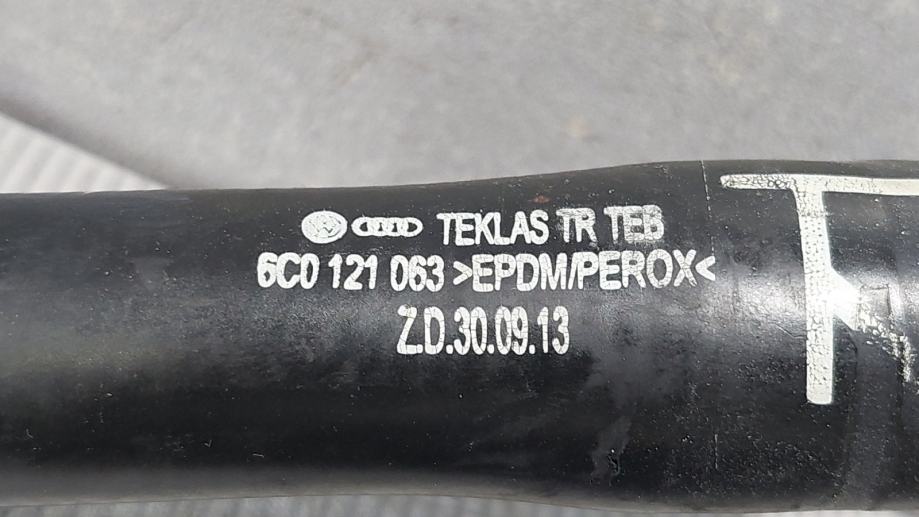 TEKLAS TR TEB
6C0 121 063 >EPDM/PEROX<
Z.D.30.09.13